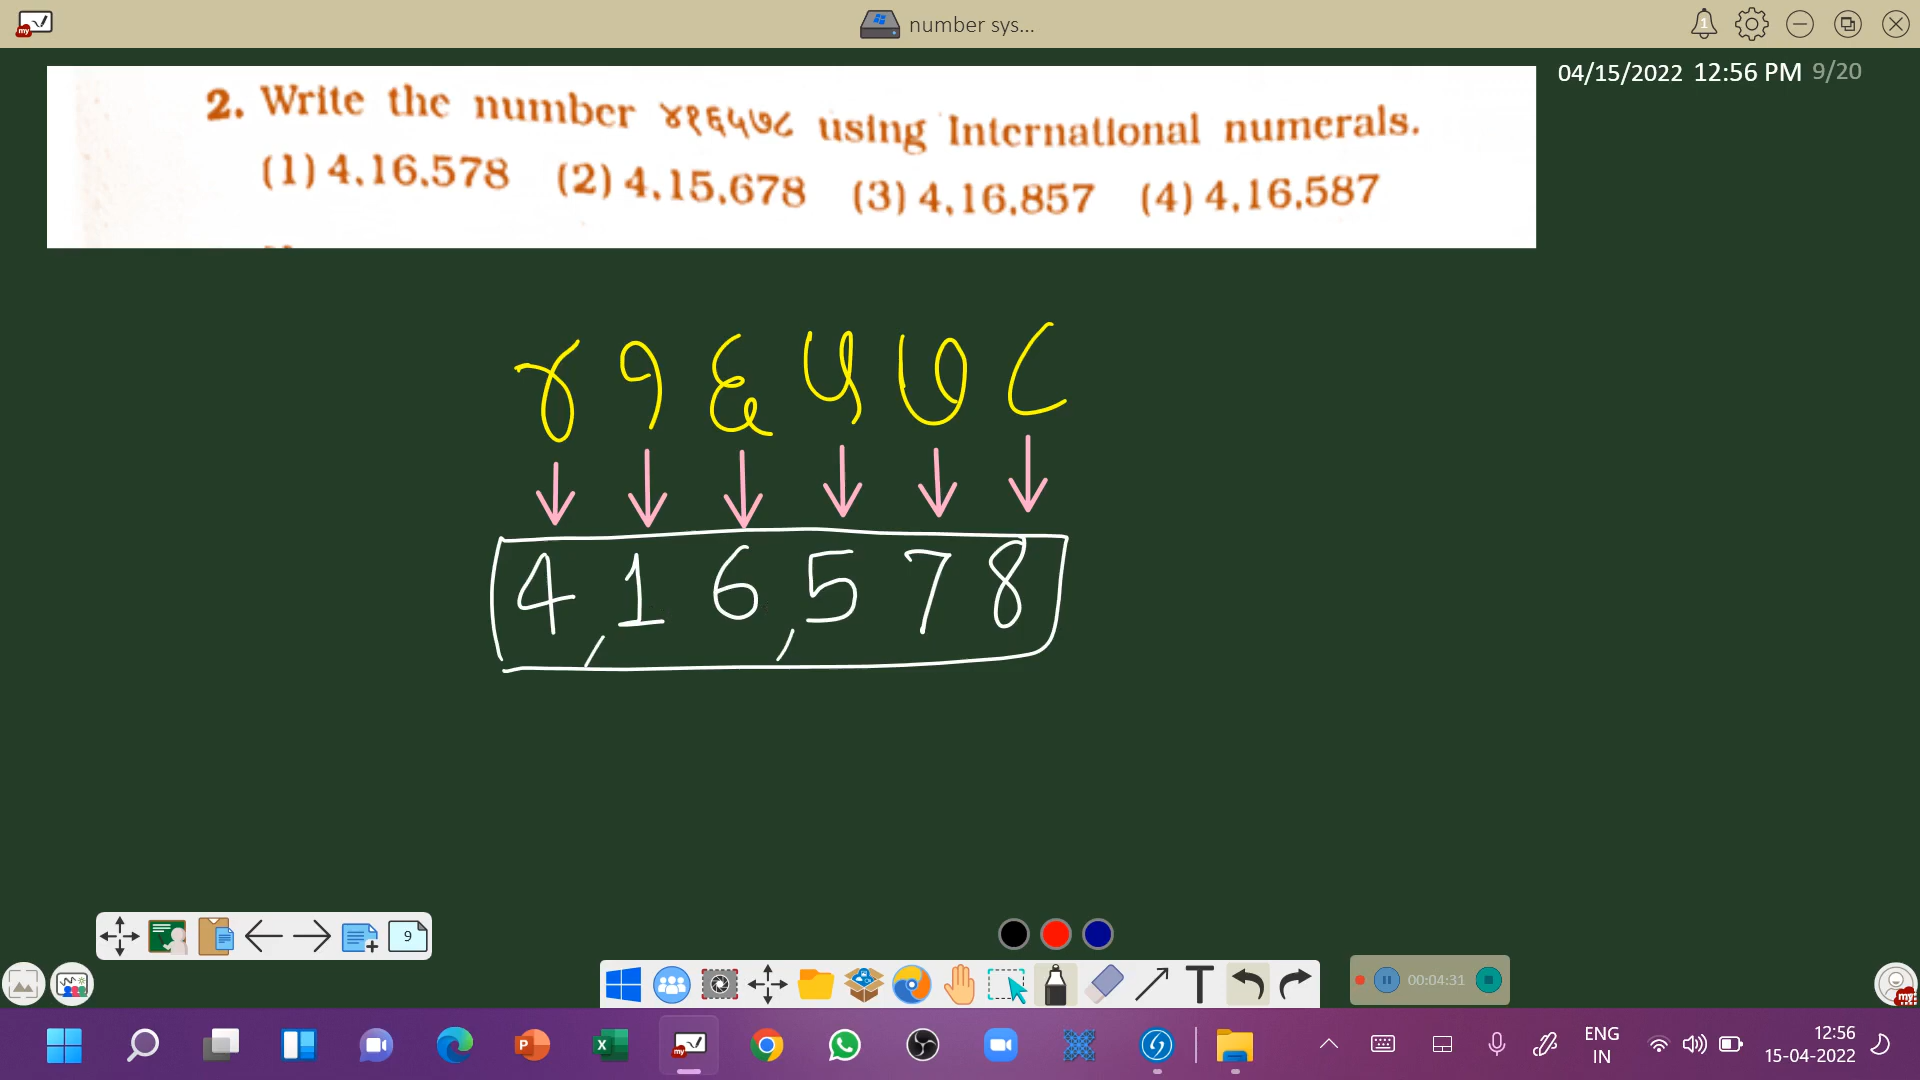 number sys...
04/15/2022 12:56 PM 9/20
2. Write the number ४१६५७८ using International numerals.
(1) 4,16,578 (2) 4,15,678 (3) 4,16,857 (4) 4,16,587
४ १ ६ ५ ७ ८
4,16,578
9
00:04:31
ENG
IN
12:56
15-04-2022